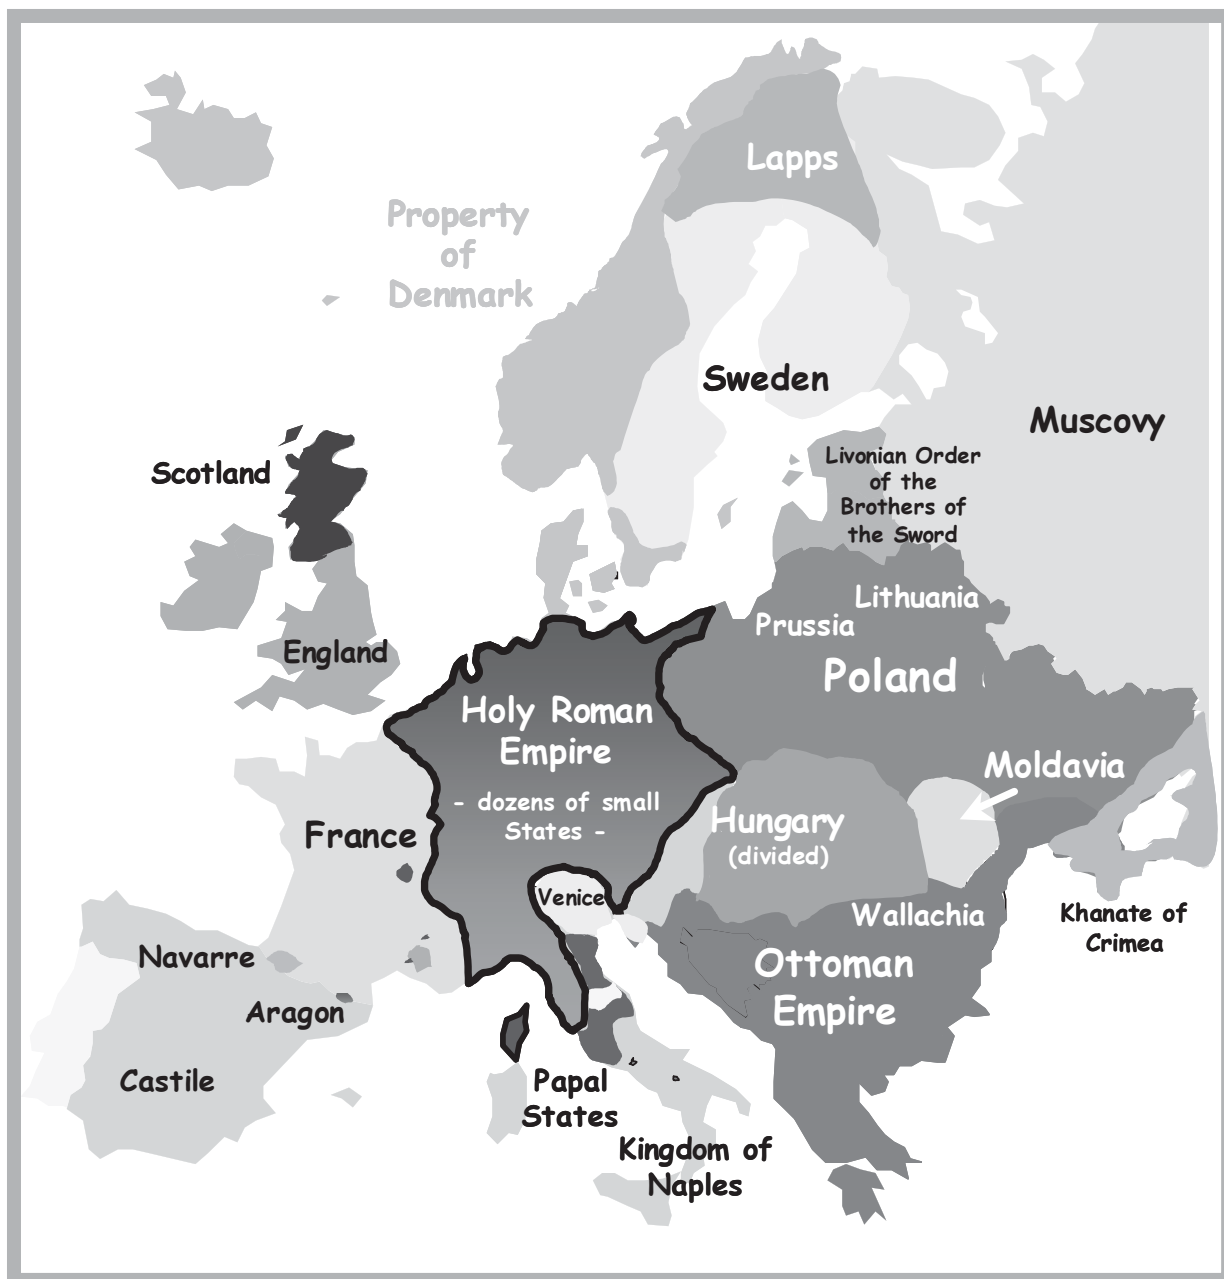 Lapps
Property
of
Denmark
Sweden
Muscovy
Scotland
Livonian Order
of the
Brothers of
the Sword
Lithuania
Prussia
England
Poland
Holy Roman
Empire
- dozens of small
States -
Moldavia
Hungary
(divided)
France
Venice
Wallachia
Khanate of
Crimea
Navarre
Ottoman
Empire
Aragon
Castile
Papal
States
Kingdom of
Naples